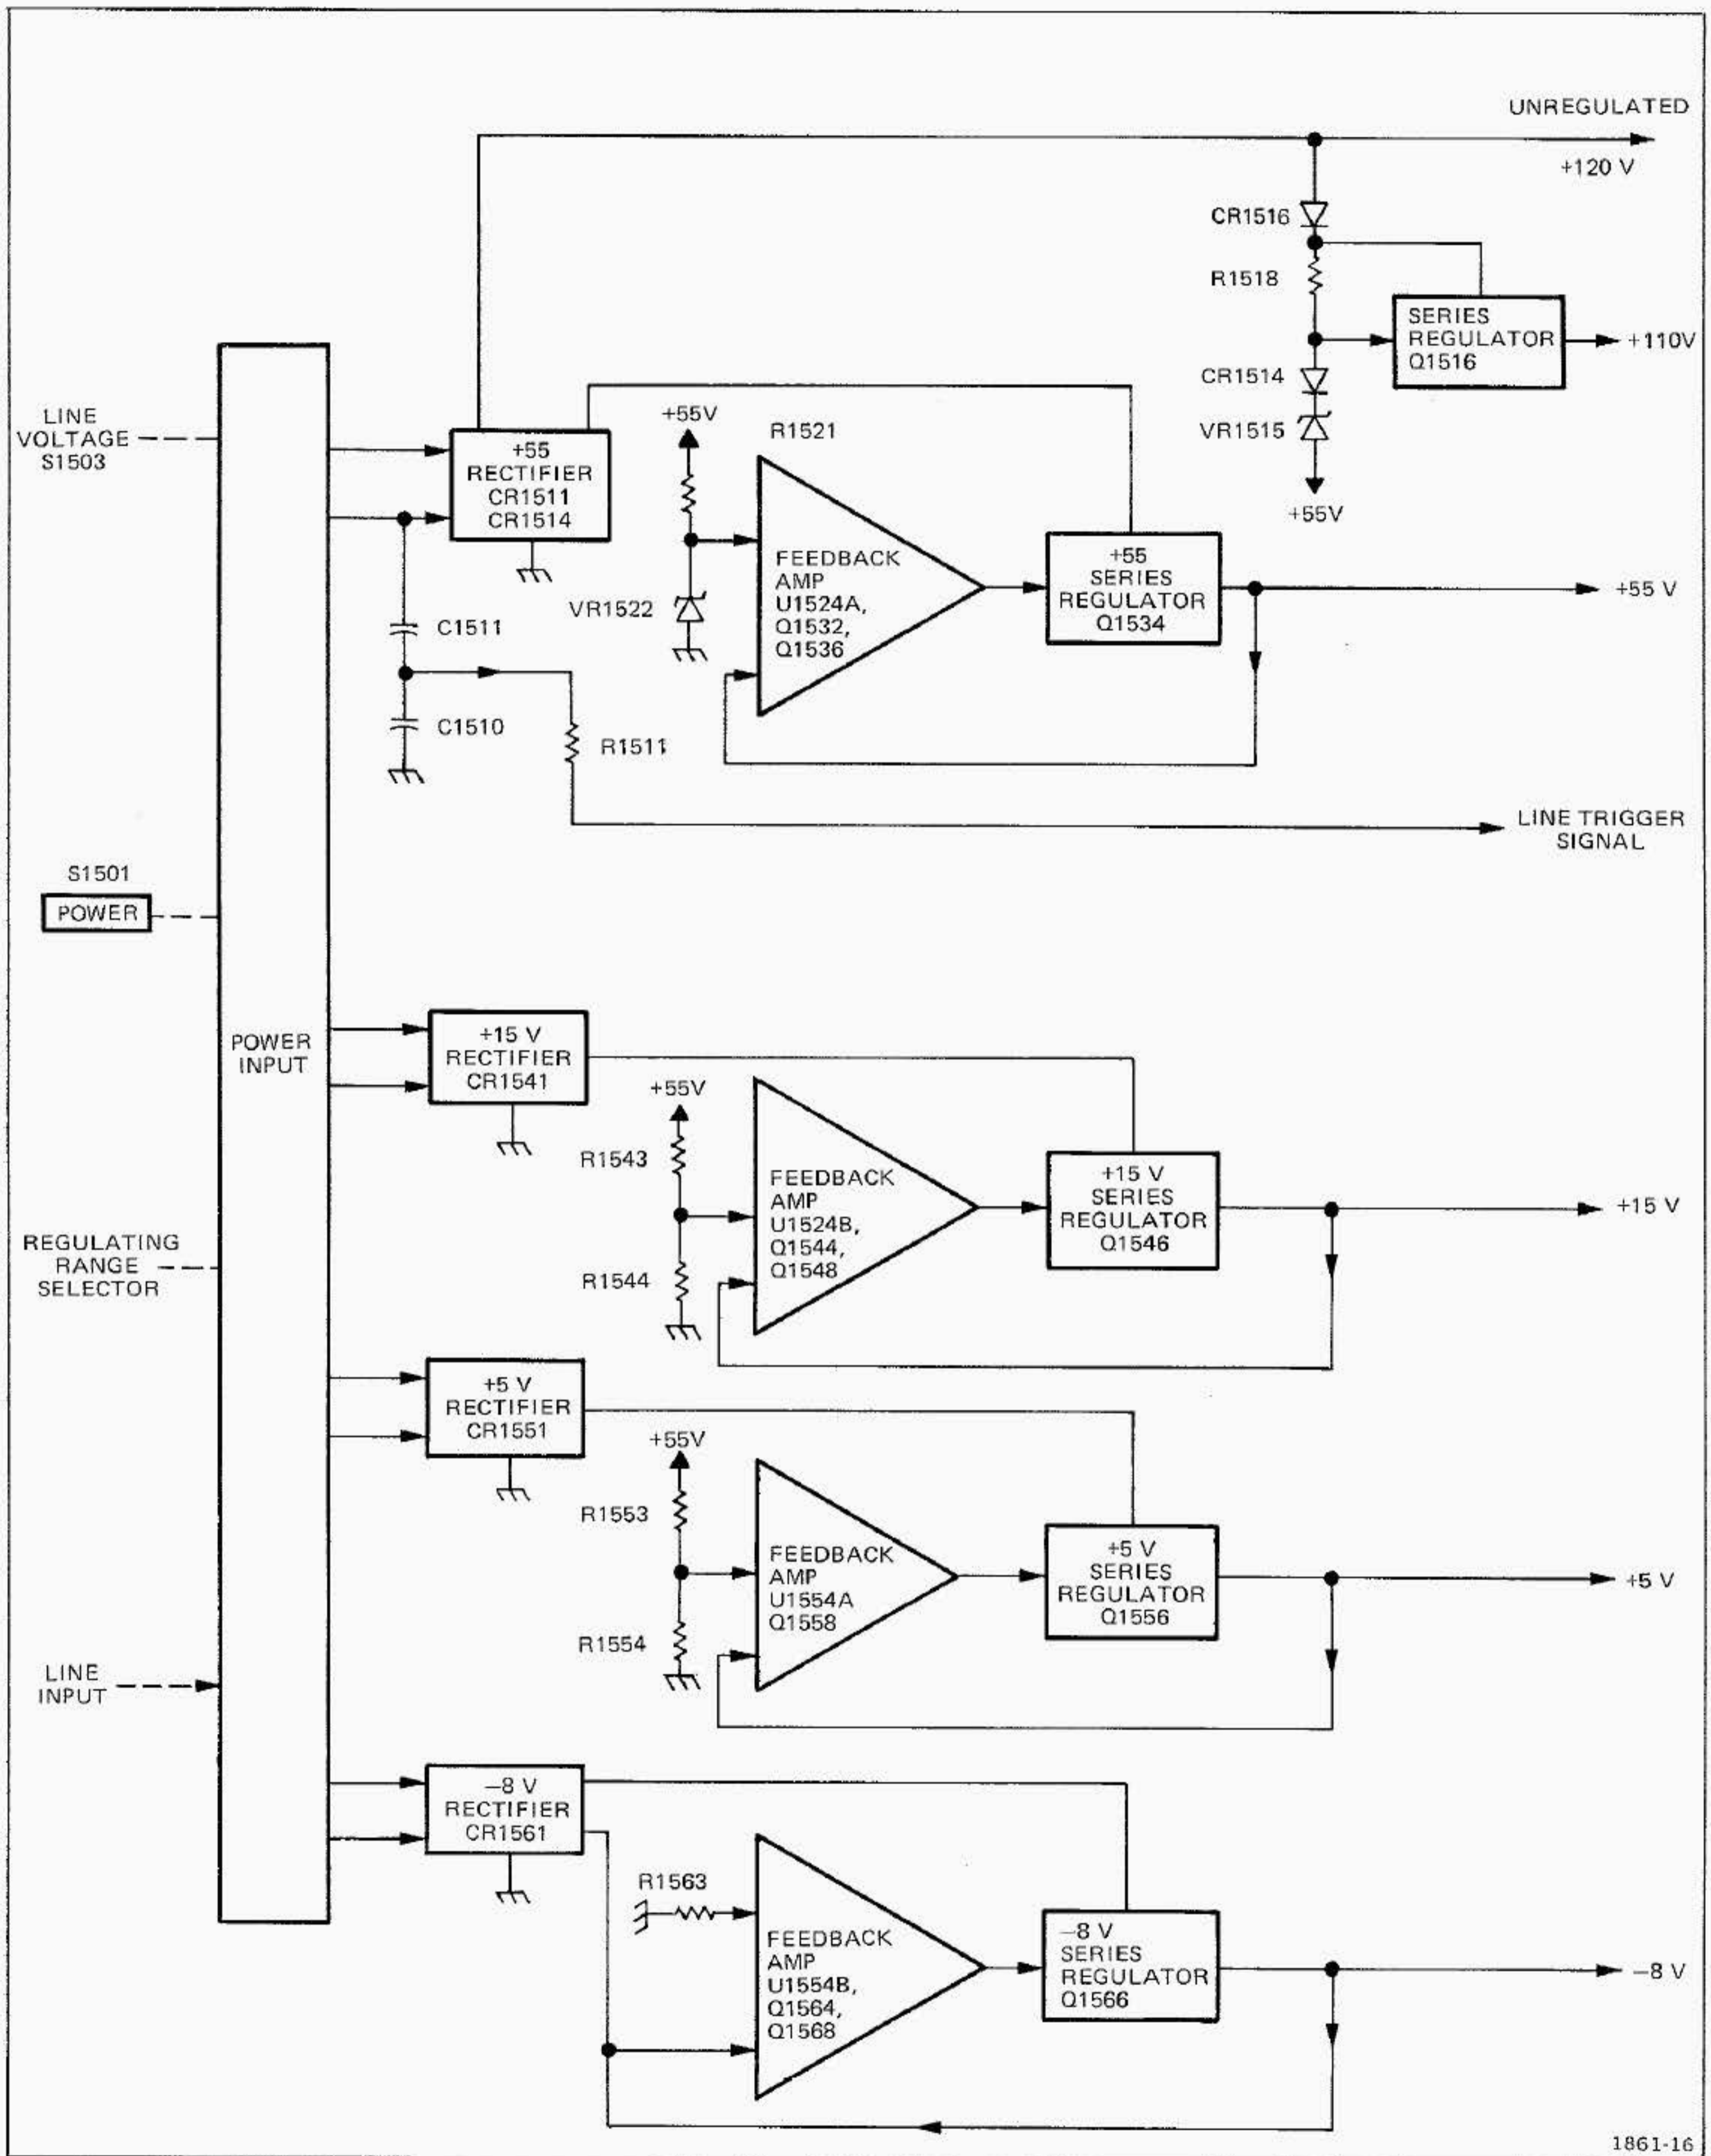 UNREGULATED
+120 V
CR1516
R1518
SERIES
REGULATOR
Q1516
+110V
CR1514
VR1515
+55V
LINE
VOLTAGE
S1503
+55
RECTIFIER
CR1511
CR1514
+55V
R1521
FEEDBACK
AMP
U1524A,
Q1532,
Q1536
VR1522
+55
SERIES
REGULATOR
Q1534
+55 V
C1511
C1510
R1511
LINE TRIGGER
SIGNAL
S1501
POWER
POWER
INPUT
+15 V
RECTIFIER
CR1541
+55V
R1543
R1544
FEEDBACK
AMP
U1524B,
Q1544,
Q1548
+15 V
SERIES
REGULATOR
Q1546
+15 V
REGULATING
RANGE
SELECTOR
+5 V
RECTIFIER
CR1551
+55V
R1553
R1554
FEEDBACK
AMP
U1554A
Q1558
+5 V
SERIES
REGULATOR
Q1556
+5 V
LINE
INPUT
−8 V
RECTIFIER
CR1561
R1563
FEEDBACK
AMP
U1554B,
Q1564,
Q1568
−8 V
SERIES
REGULATOR
Q1566
−8 V
1861-16